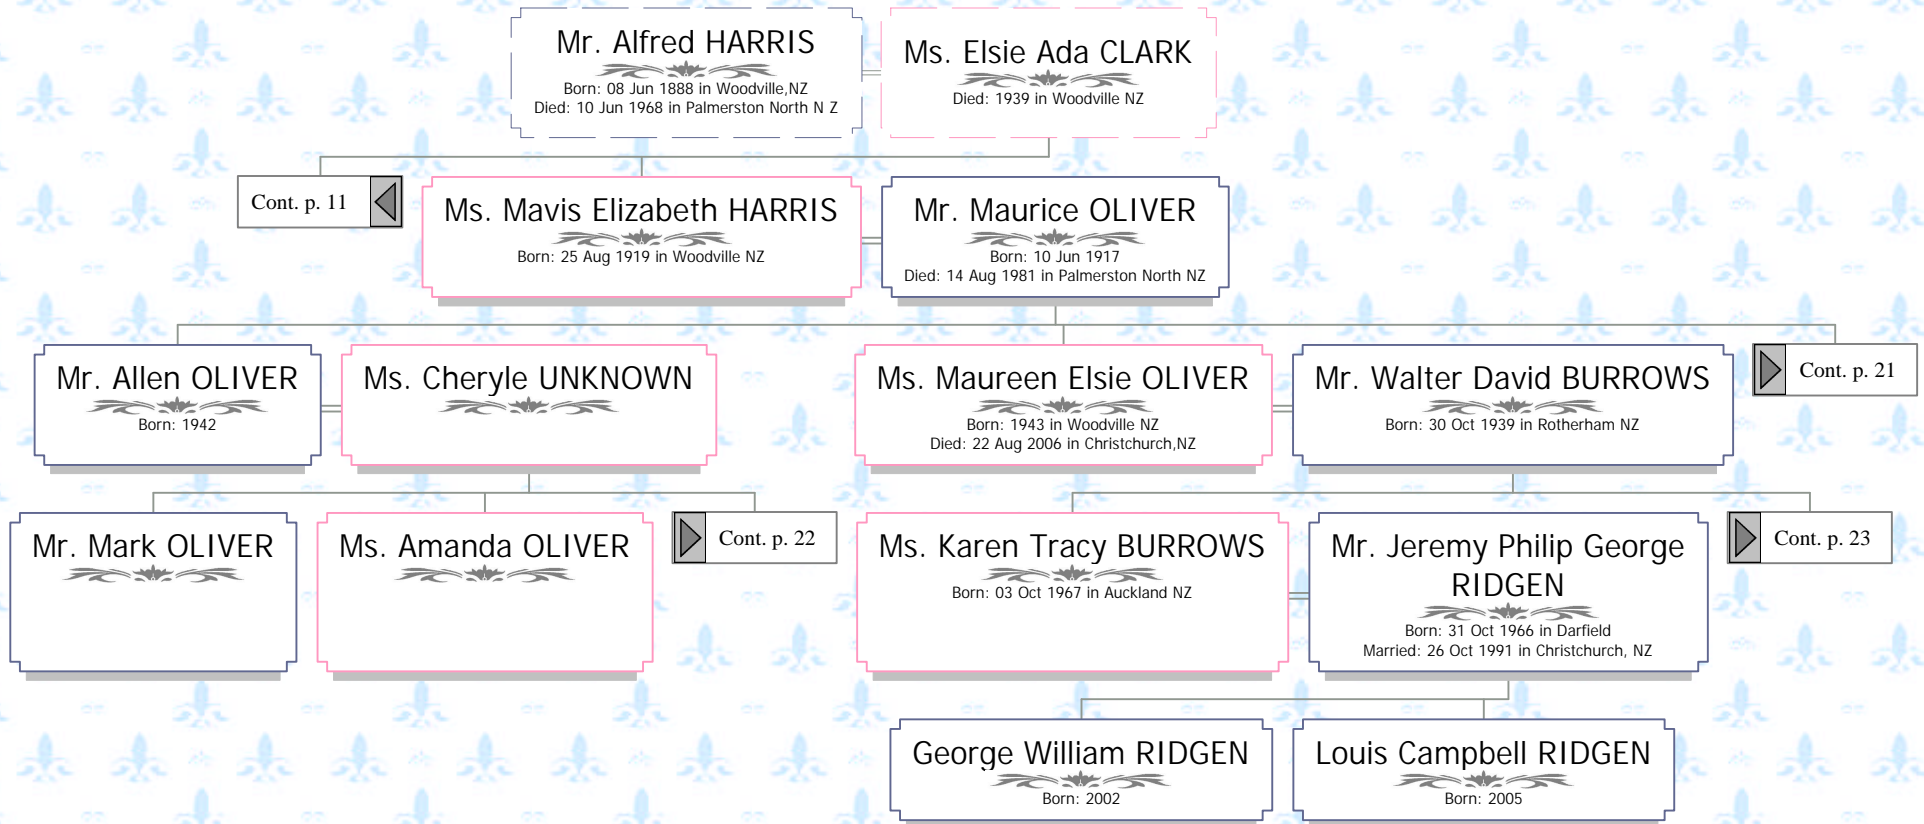 Mr. Alfred HARRIS
Born: 08 Jun 1888 in Woodville,NZ
Died: 10 Jun 1968 in Palmerston North N Z
Ms. Elsie Ada CLARK
Died: 1939 in Woodville NZ
Cont. p. 11
Ms. Mavis Elizabeth HARRIS
Born: 25 Aug 1919 in Woodville NZ
Mr. Maurice OLIVER
Born: 10 Jun 1917
Died: 14 Aug 1981 in Palmerston North NZ
Mr. Allen OLIVER
Born: 1942
Ms. Cheryle UNKNOWN
Ms. Maureen Elsie OLIVER
Born: 1943 in Woodville NZ
Died: 22 Aug 2006 in Christchurch,NZ
Mr. Walter David BURROWS
Born: 30 Oct 1939 in Rotherham NZ
Cont. p. 21
Mr. Mark OLIVER
Ms. Amanda OLIVER
Cont. p. 22
Ms. Karen Tracy BURROWS
Born: 03 Oct 1967 in Auckland NZ
Mr. Jeremy Philip George
RIDGEN
Born: 31 Oct 1966 in Darfield
Married: 26 Oct 1991 in Christchurch, NZ
Cont. p. 23
George William RIDGEN
Born: 2002
Louis Campbell RIDGEN
Born: 2005